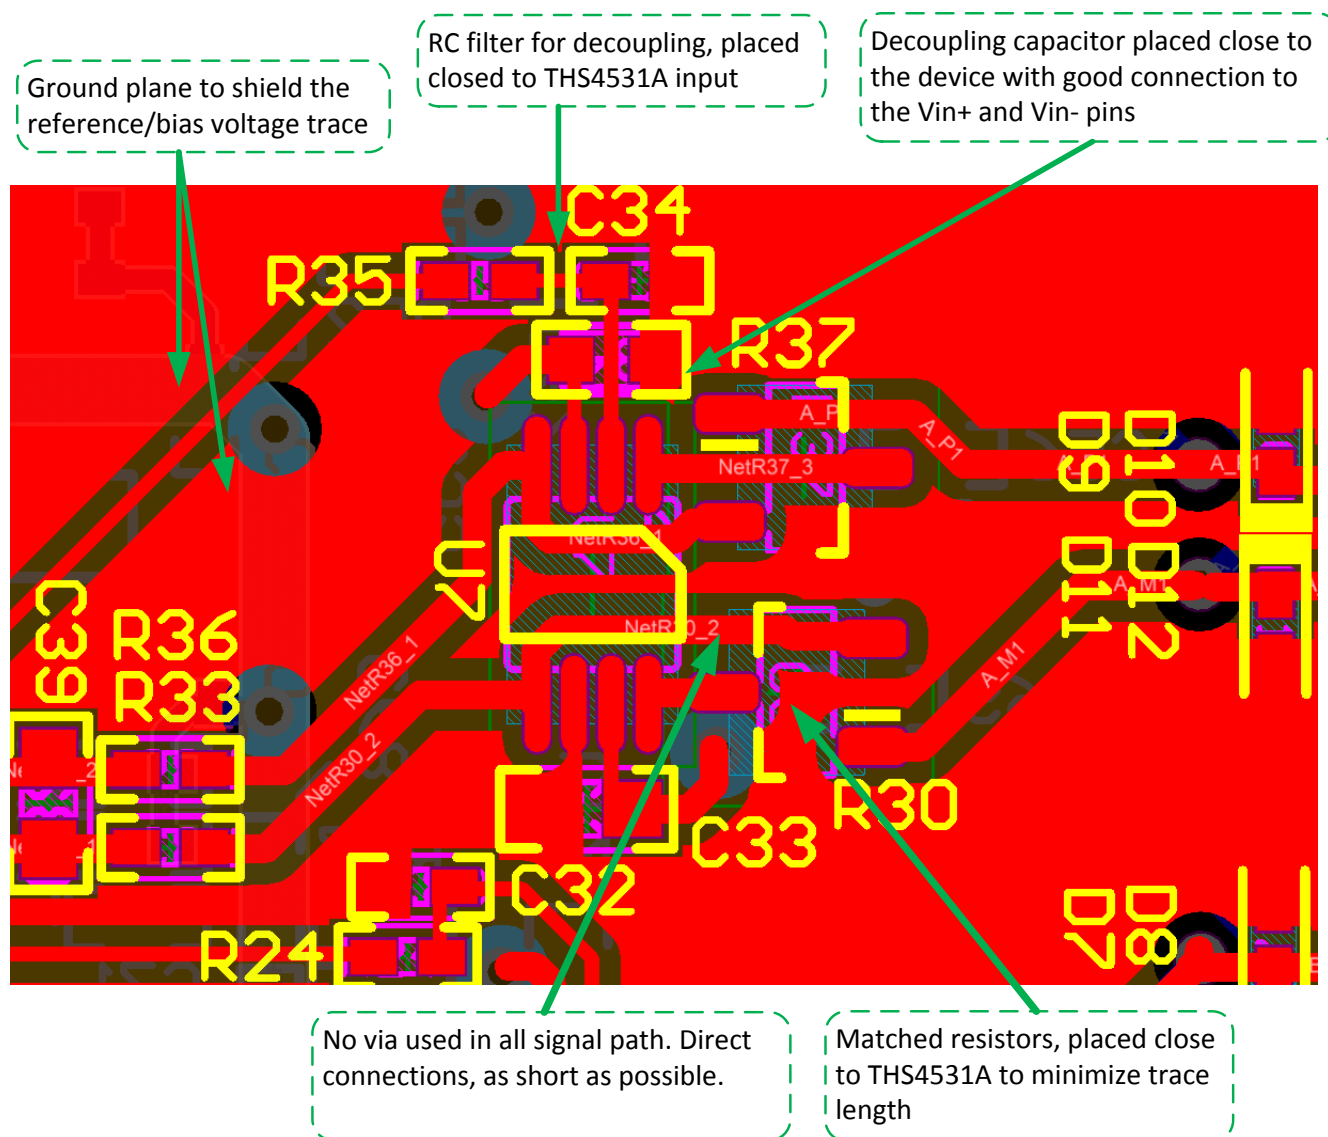 RC filter for decoupling, placed
closed to THS4531A input
Decoupling capacitor placed close to
the device with good connection to
the Vin+ and Vin- pins
Ground plane to shield the
reference/bias voltage trace
C34
R35
R37
A_P1
A_P1
NetR37_3
D9
D10
U7
NetR36_1
D11
D12
A_M1
C39
R36
R33
NetR36_1
NetR30_2
NetR30_2
A_M1
R30
C33
C32
R24
D7
D8
No via used in all signal path. Direct
connections, as short as possible.
Matched resistors, placed close
to THS4531A to minimize trace
length